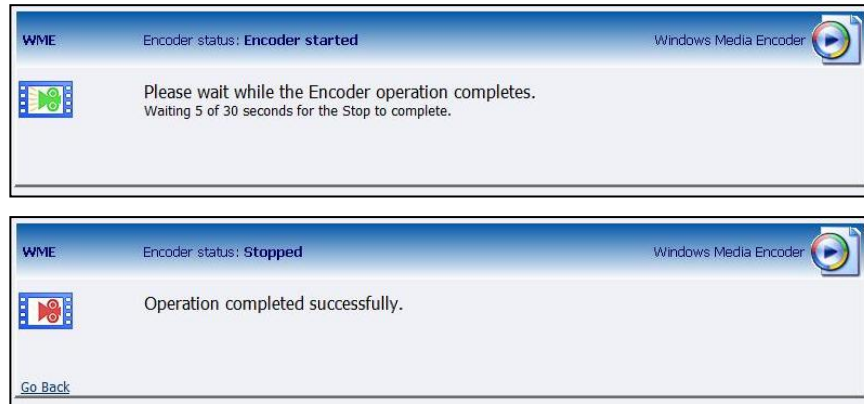 WME Encoder status: Encoder started Windows Media Encoder
Please wait while the Encoder operation completes.
Waiting 5 of 30 seconds for the Stop to complete.
WME Encoder status: Stopped Windows Media Encoder
Operation completed successfully.
Go Back